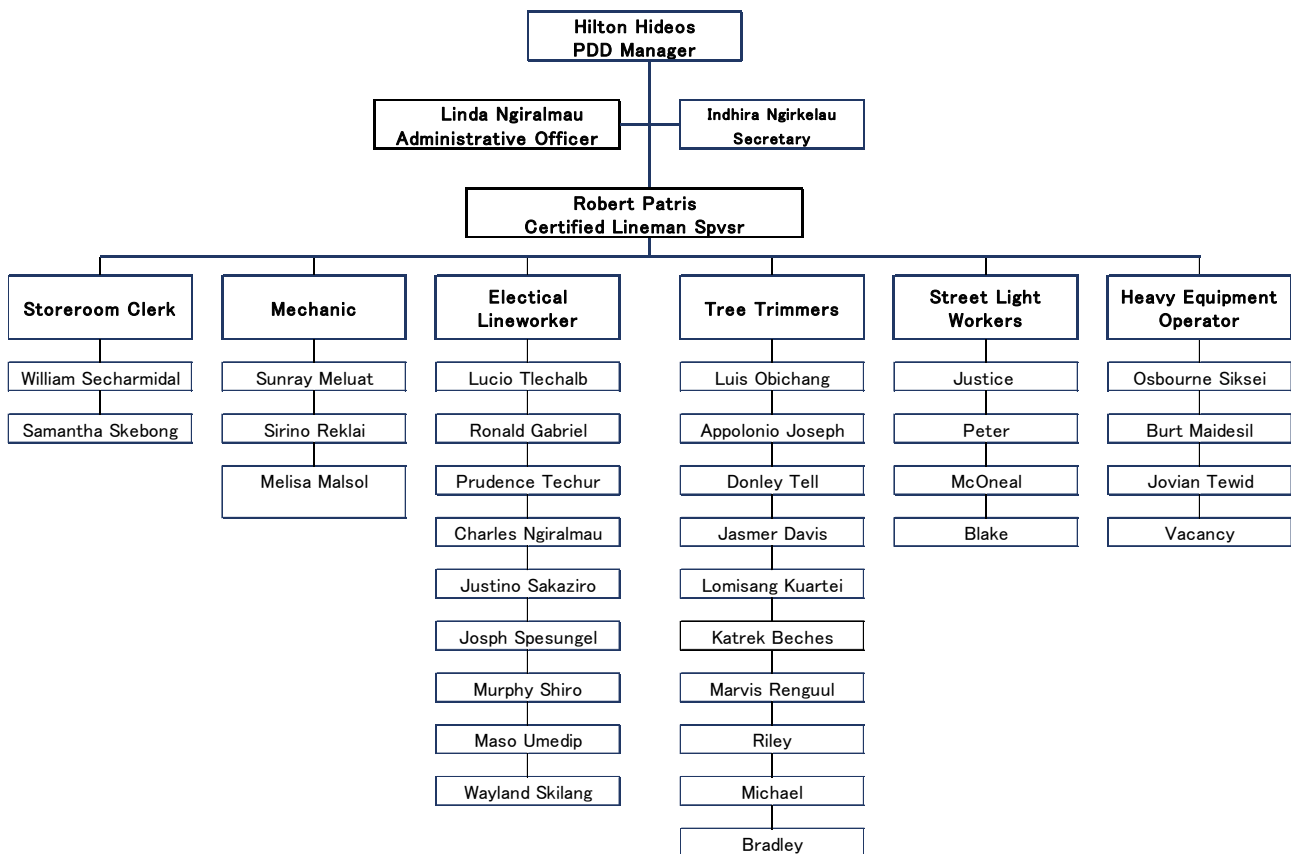 Hilton Hideos
PDD Manager
Linda Ngiralmau
Administrative Officer
Indhira Ngirkelau
Secretary
Robert Patris
Certified Lineman Spvsr
Storeroom Clerk
William Secharmidal
Samantha Skebong
Mechanic
Sunray Meluat
Sirino Reklai
Melisa Malsol
Electical
Lineworker
Lucio Tlechalb
Ronald Gabriel
Prudence Techur
Charles Ngiralmau
Justino Sakaziro
Josph Spesungel
Murphy Shiro
Maso Umedip
Wayland Skilang
Tree Trimmers
Luis Obichang
Appolonio Joseph
Donley Tell
Jasmer Davis
Lomisang Kuartei
Katrek Beches
Marvis Renguul
Riley
Michael
Bradley
Street Light
Workers
Justice
Peter
McOneal
Blake
Heavy Equipment
Operator
Osbourne Siksei
Burt Maidesil
Jovian Tewid
Vacancy